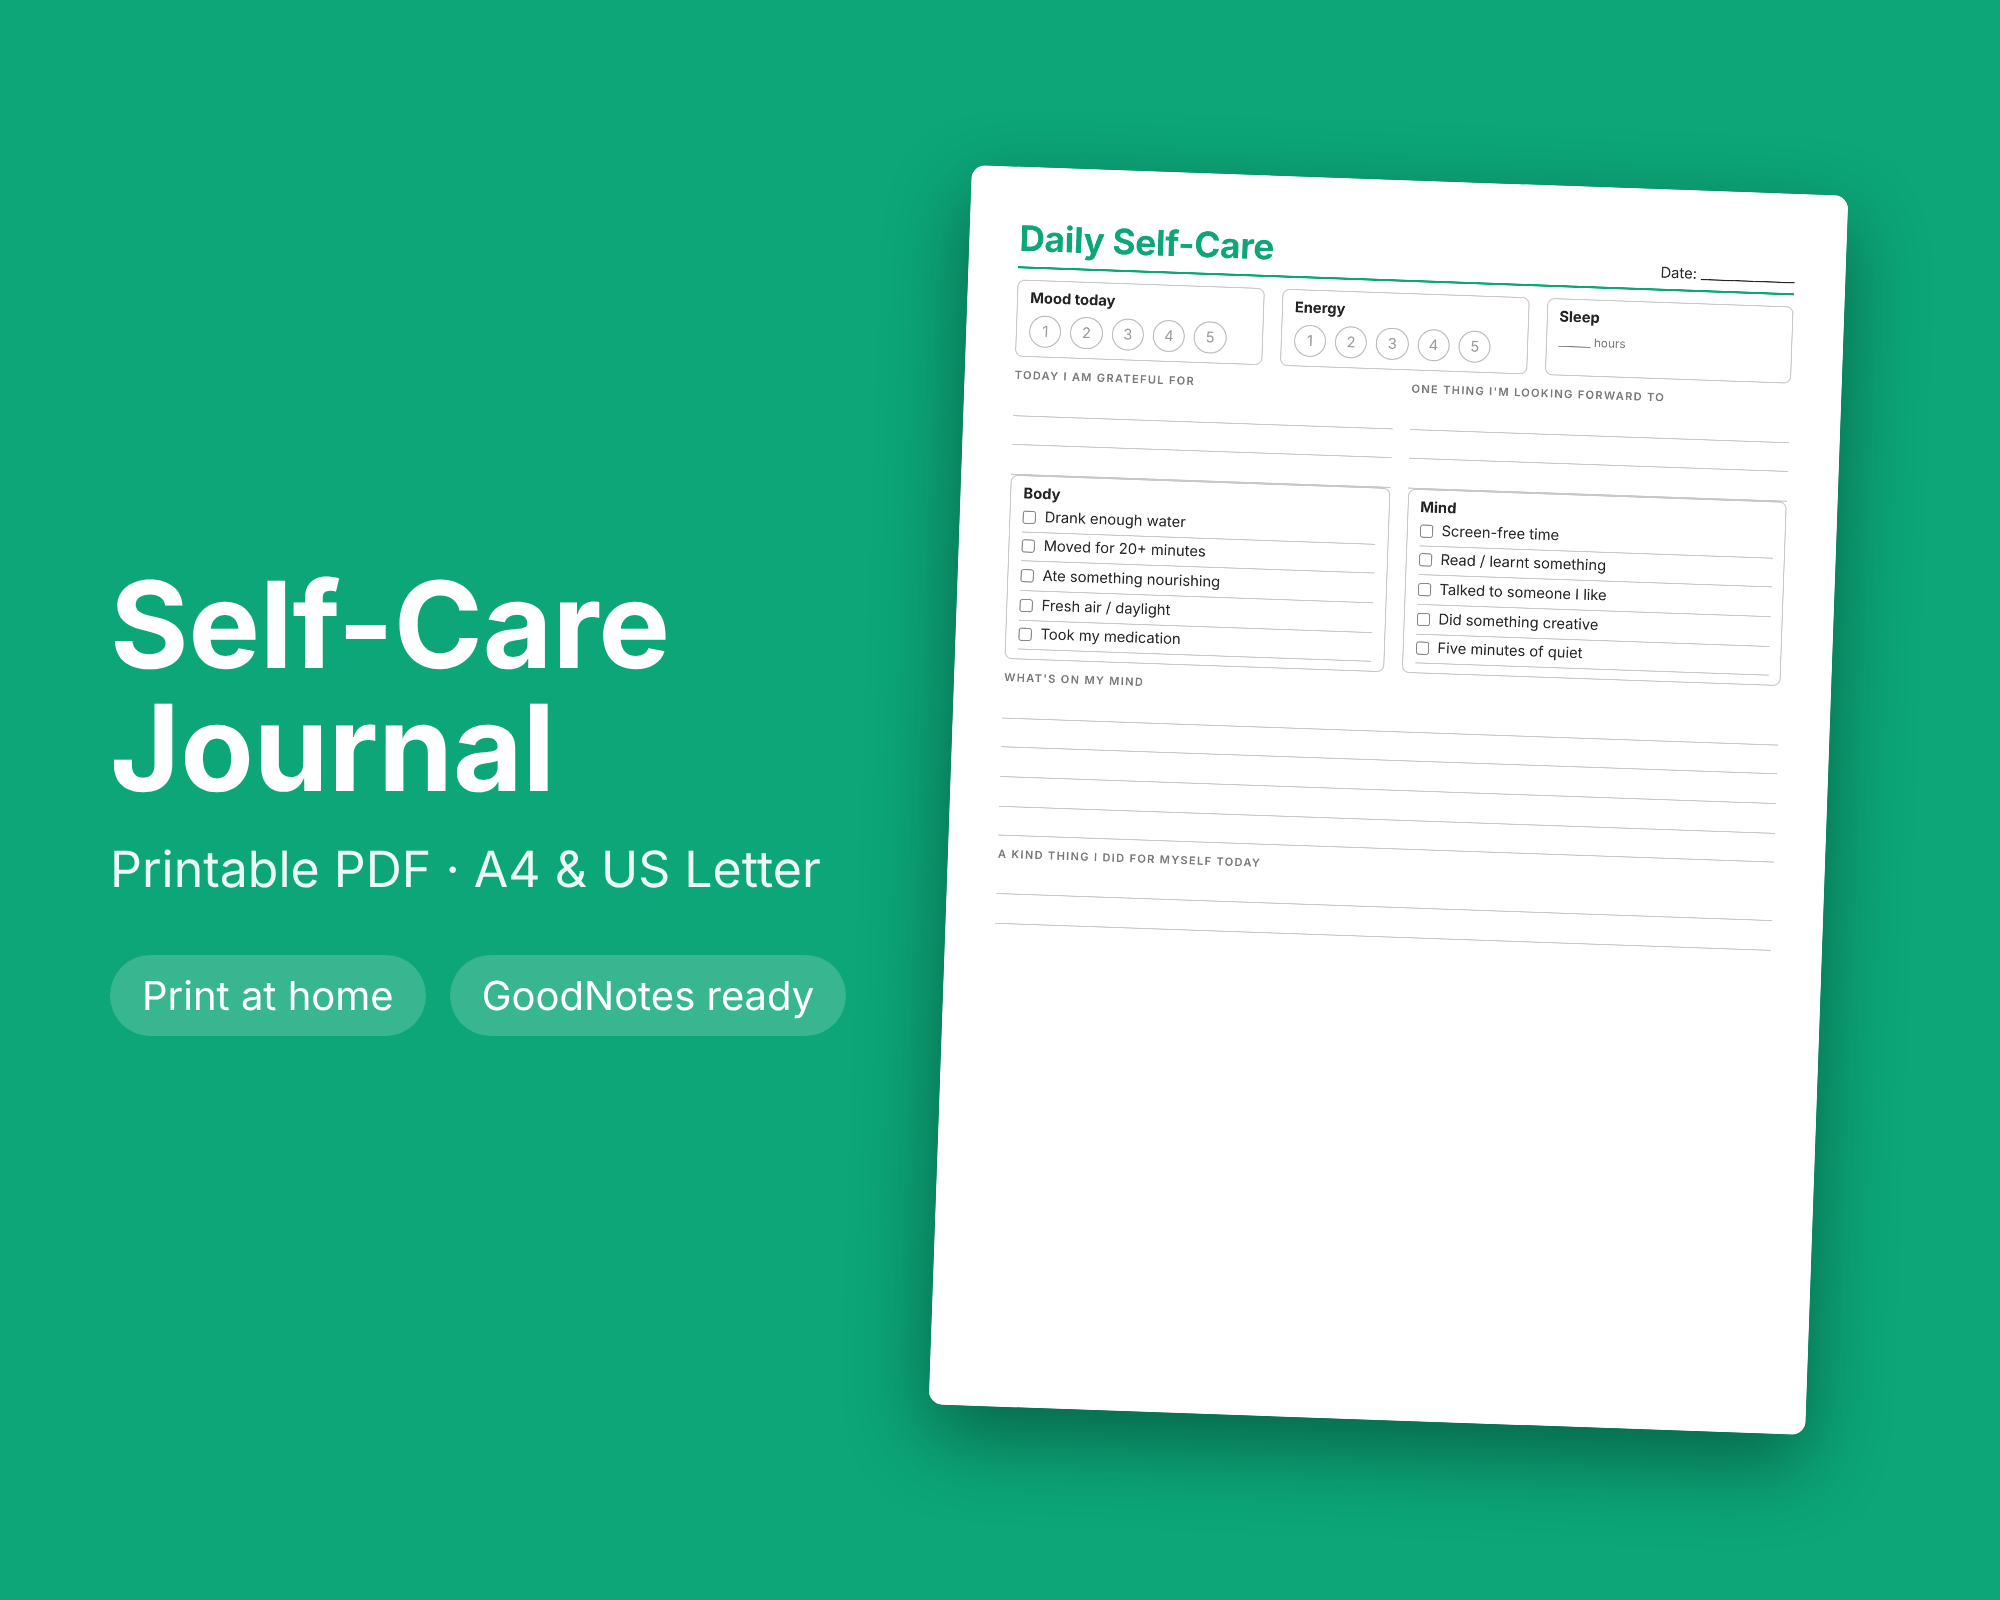 Self-Care
Journal
Printable PDF · A4 & US Letter
Print at home
GoodNotes ready
Daily Self-Care
Date: ___________
Mood today
1 2 3 4 5
Energy
1 2 3 4 5
Sleep
_____ hours
TODAY I AM GRATEFUL FOR
ONE THING I'M LOOKING FORWARD TO
Body
Drank enough water
Moved for 20+ minutes
Ate something nourishing
Fresh air / daylight
Took my medication
Mind
Screen-free time
Read / learnt something
Talked to someone I like
Did something creative
Five minutes of quiet
WHAT'S ON MY MIND
A KIND THING I DID FOR MYSELF TODAY